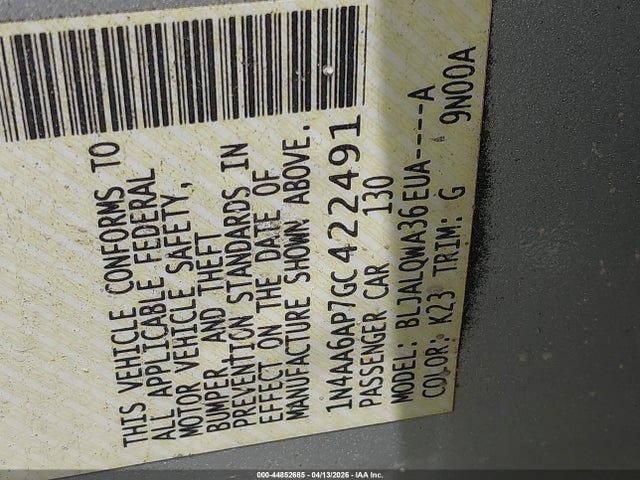 THIS VEHICLE CONFORMS TO
ALL APPLICABLE FEDERAL
MOTOR VEHICLE SAFETY,
BUMPER AND THEFT
PREVENTION STANDARDS IN
EFFECT ON THE DATE OF
MANUFACTURE SHOWN ABOVE.
1N4AA6AP7GC422491
PASSENGER CAR 130
MODEL: BLJALQWA36EUA----A
COLOR: K23 TRIM: G 9N00A
000-44852685 - 04/13/2026 - IAA Inc.